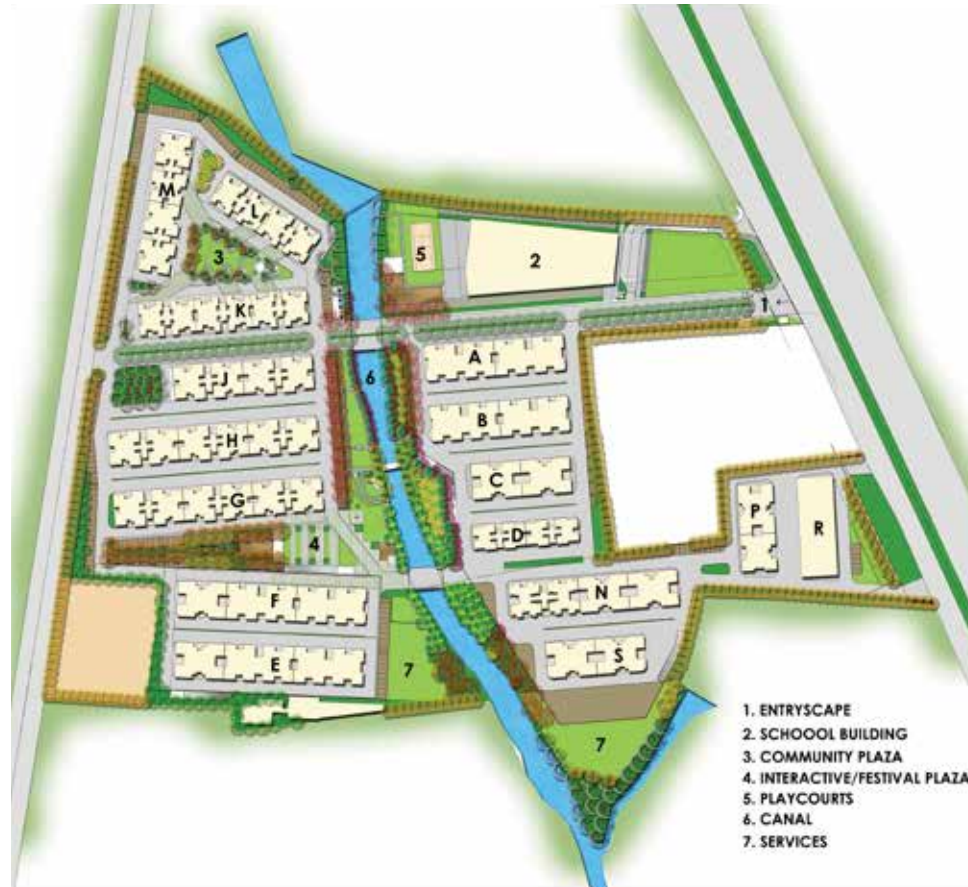 M
L
3
5
2
1
K
A
6
J
B
H
C
G
P
R
D
4
N
F
S
E
7
7
1. ENTRYSCAPE
2. SCHOOOL BUILDING
3. COMMUNITY PLAZA
4. INTERACTIVE/FESTIVAL PLAZA
5. PLAYCOURTS
6. CANAL
7. SERVICES